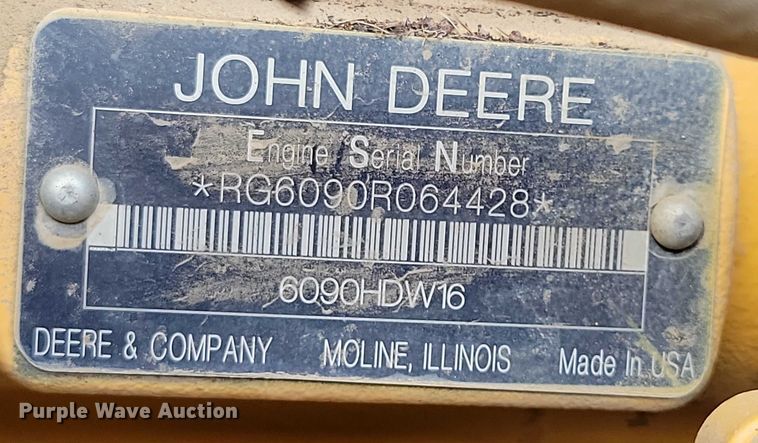 JOHN DEERE
Engine Serial Number
*RG6090R064428*
6090HDW16
DEERE & COMPANY MOLINE, ILLINOIS Made In USA
Purple Wave Auction